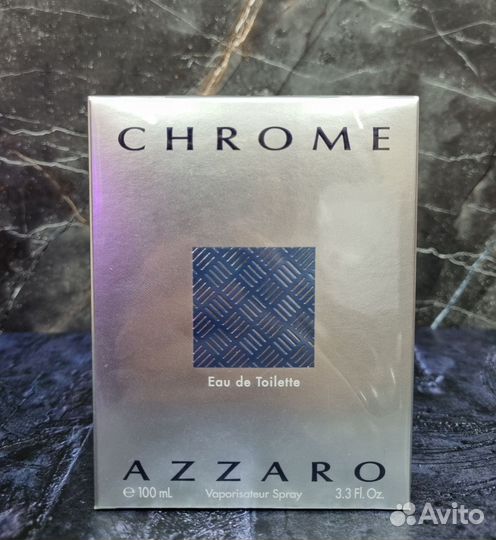 CHROME
Eau de Toilette
AZZARO
℮ 100 mL Vaporisateur Spray 3.3 Fl. Oz.
Avito